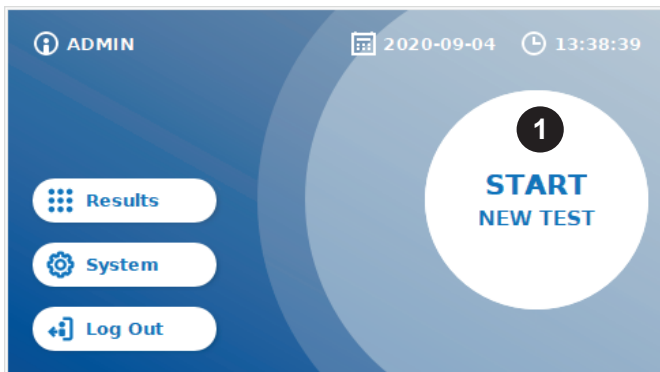 ADMIN 2020-09-04 13:38:39
1
START
NEW TEST
Results
System
Log Out